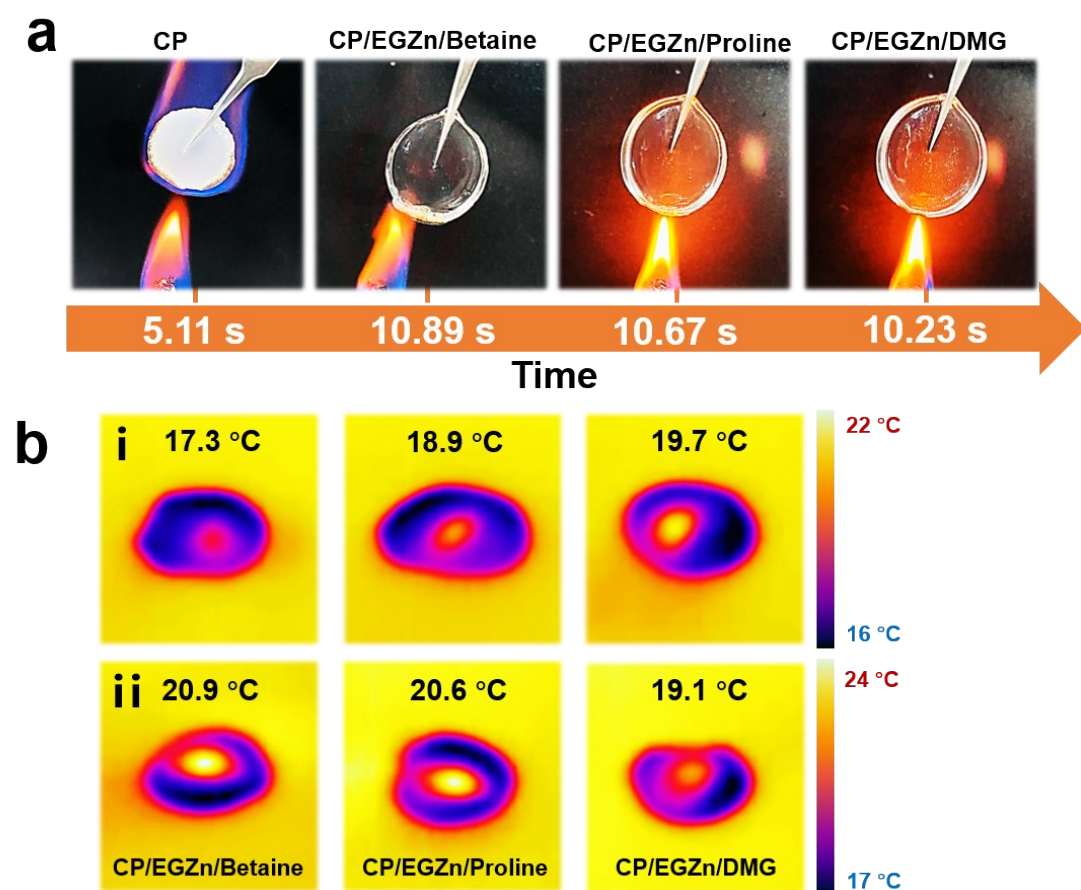 a
CP
CP/EGZn/Betaine
CP/EGZn/Proline
CP/EGZn/DMG
5.11 s
10.89 s
10.67 s
10.23 s
Time
b
i
17.3 °C
18.9 °C
19.7 °C
22 °C
16 °C
ii
20.9 °C
20.6 °C
19.1 °C
24 °C
CP/EGZn/Betaine
CP/EGZn/Proline
CP/EGZn/DMG
17 °C